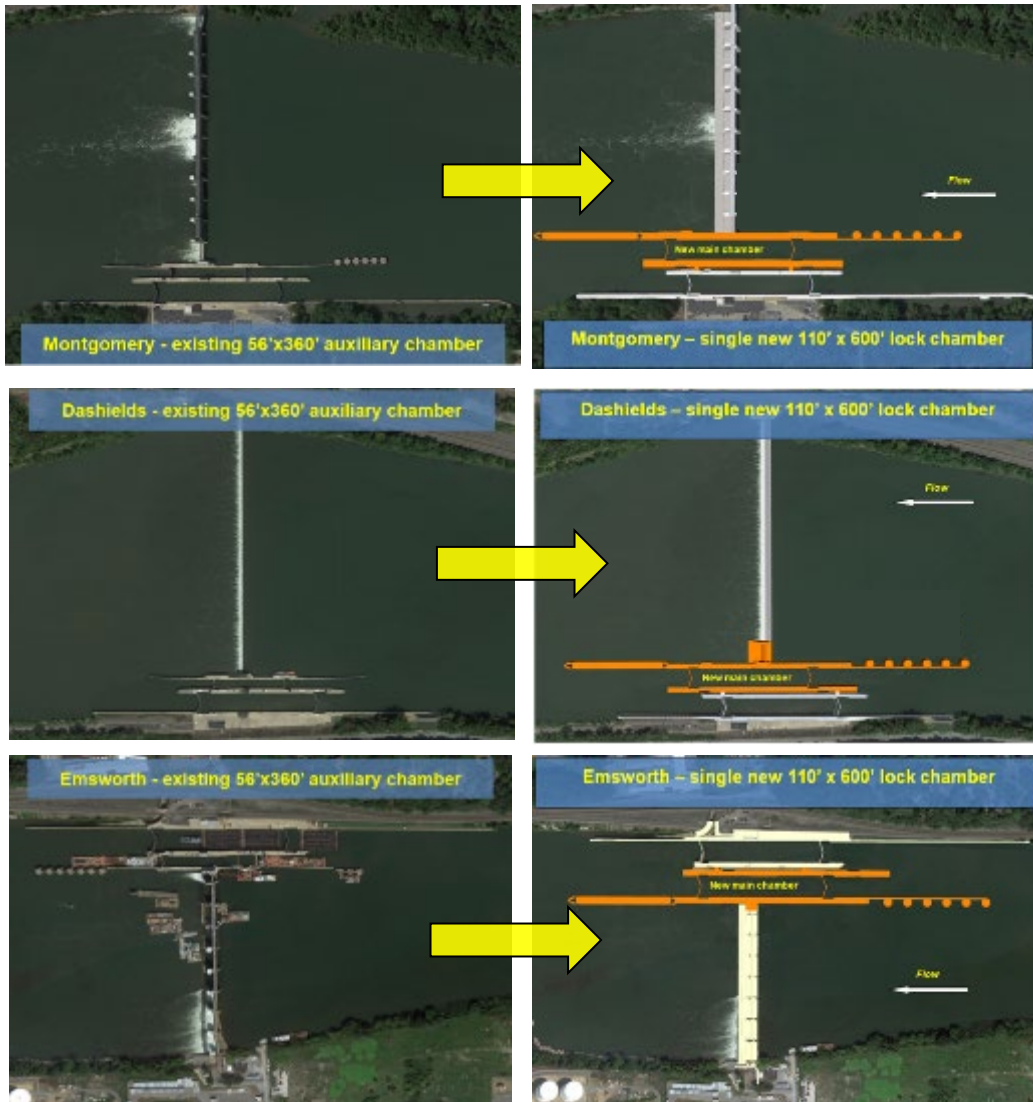 Flow
New main chamber
Montgomery - existing 56'x360' auxiliary chamber
Montgomery – single new 110' x 600' lock chamber
Dashields - existing 56'x360' auxiliary chamber
Dashields – single new 110' x 600' lock chamber
Flow
New main chamber
Emsworth - existing 56'x360' auxiliary chamber
Emsworth – single new 110' x 600' lock chamber
New main chamber
Flow